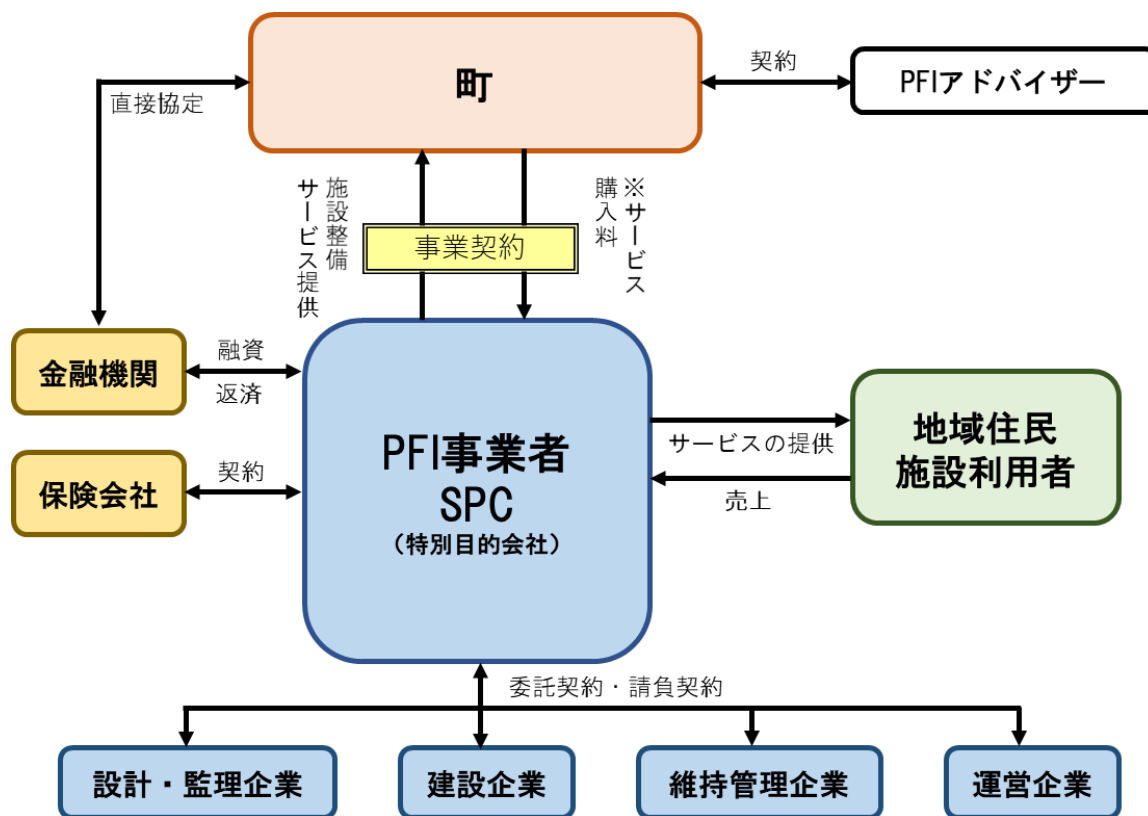 町
契約
PFIアドバイザー
直接協定
施設整備
サービス提供
事業契約
※サービス
購入料
金融機関
融資
返済
保険会社
契約
PFI事業者
SPC
（特別目的会社）
サービスの提供
売上
地域住民
施設利用者
委託契約・請負契約
設計・監理企業
建設企業
維持管理企業
運営企業